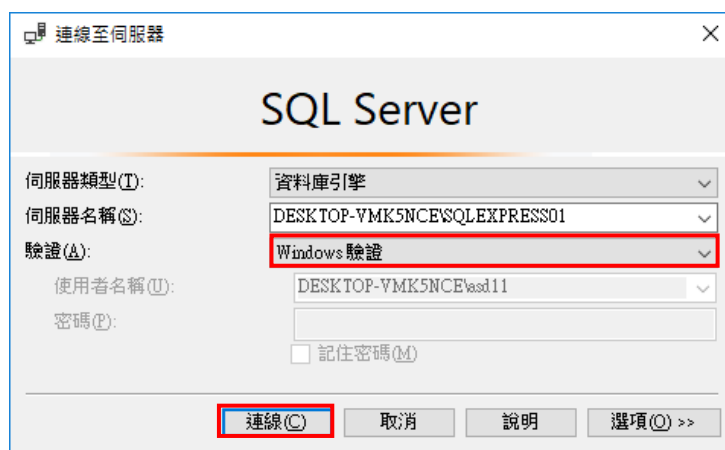 連線至伺服器
SQL Server
伺服器類型(T): 資料庫引擎
伺服器名稱(S): DESKTOP-VMK5NCE\SQLEXPRESS01
驗證(A): Windows 驗證
使用者名稱(U): DESKTOP-VMK5NCE\asd11
密碼(P):
記住密碼(M)
連線(C) 取消 說明 選項(O) >>